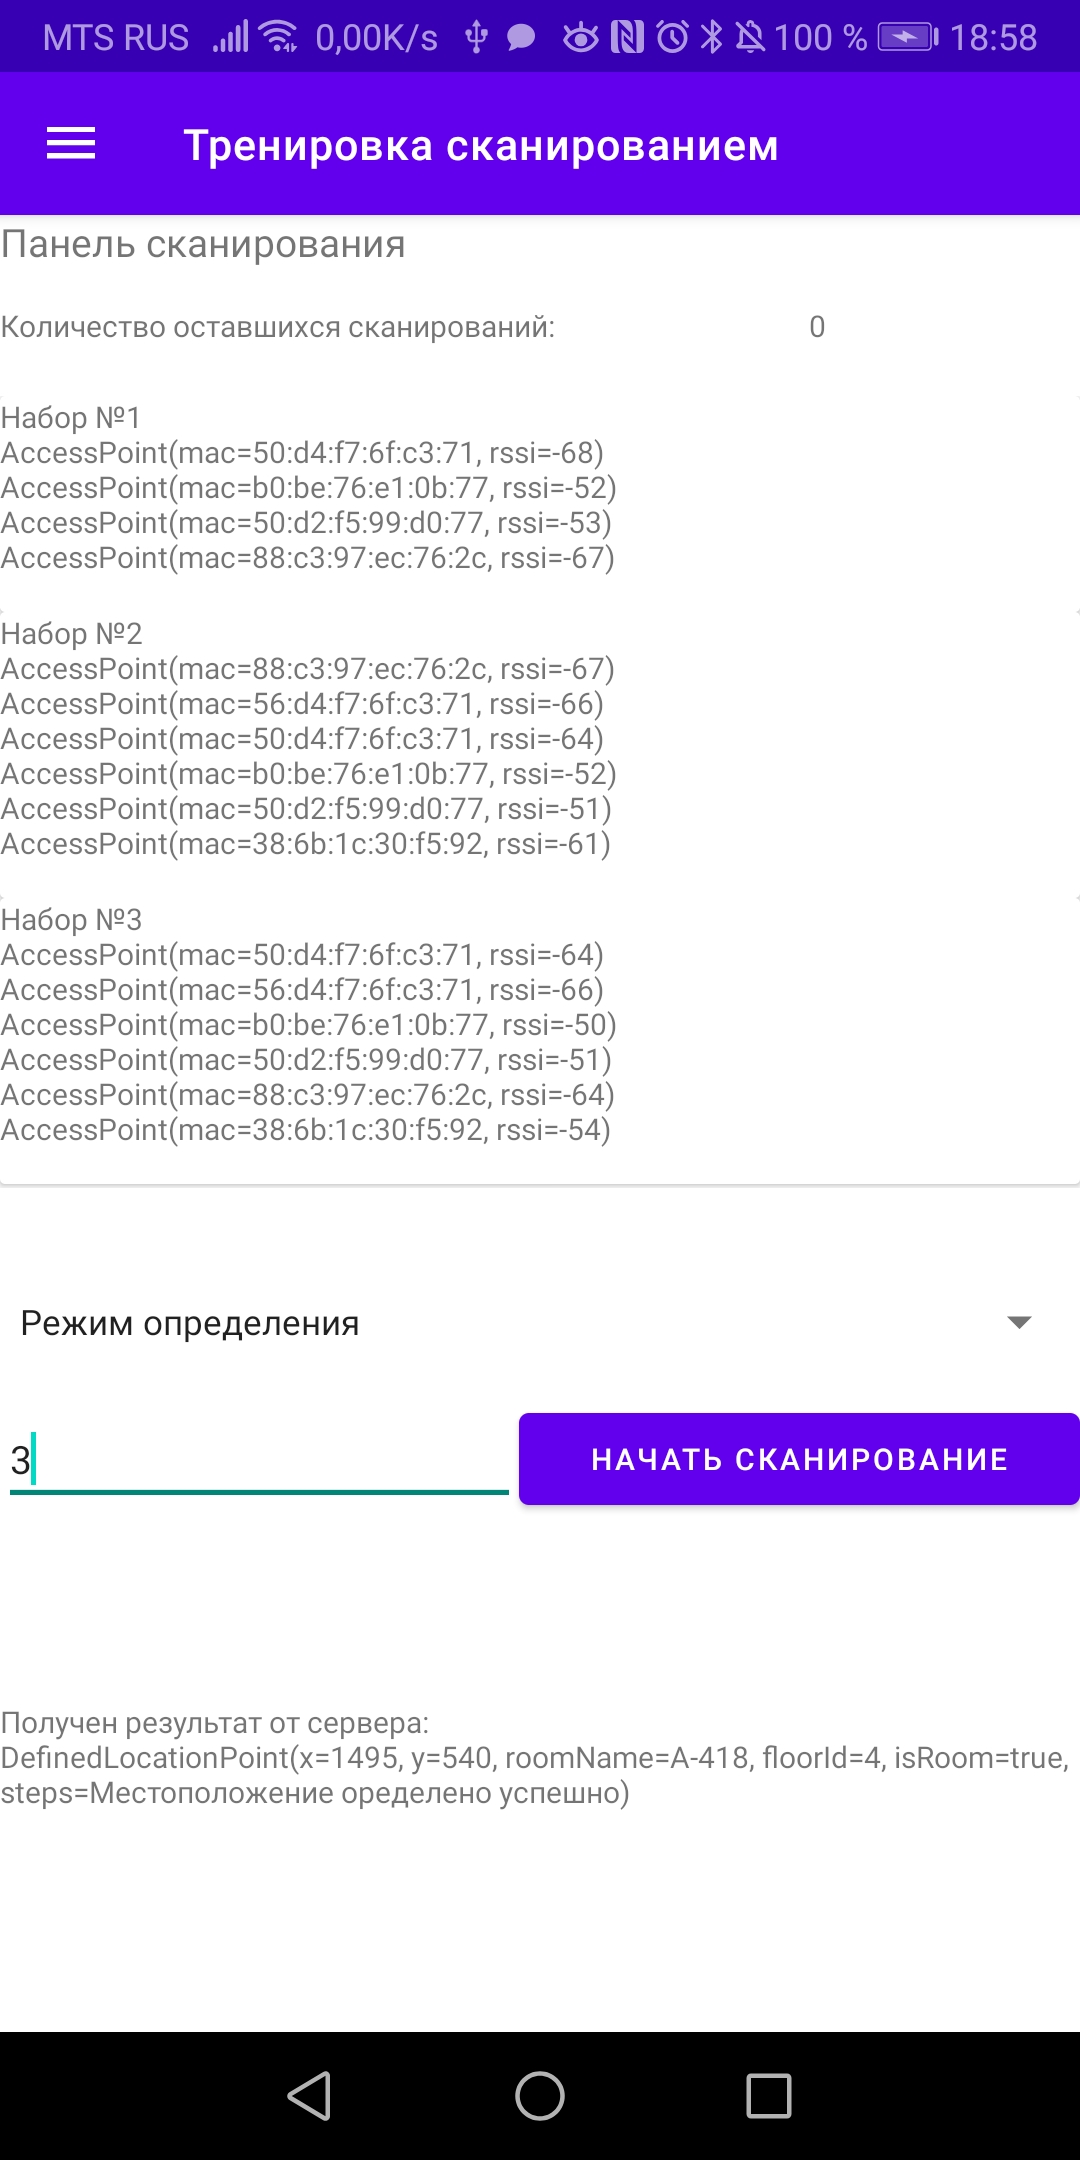 MTS RUS 0,00K/s 100 % 18:58
Тренировка сканированием
Панель сканирования
Количество оставшихся сканирований: 0
Набор №1
AccessPoint(mac=50:d4:f7:6f:c3:71, rssi=-68)
AccessPoint(mac=b0:be:76:e1:0b:77, rssi=-52)
AccessPoint(mac=50:d2:f5:99:d0:77, rssi=-53)
AccessPoint(mac=88:c3:97:ec:76:2c, rssi=-67)
Набор №2
AccessPoint(mac=88:c3:97:ec:76:2c, rssi=-67)
AccessPoint(mac=56:d4:f7:6f:c3:71, rssi=-66)
AccessPoint(mac=50:d4:f7:6f:c3:71, rssi=-64)
AccessPoint(mac=b0:be:76:e1:0b:77, rssi=-52)
AccessPoint(mac=50:d2:f5:99:d0:77, rssi=-51)
AccessPoint(mac=38:6b:1c:30:f5:92, rssi=-61)
Набор №3
AccessPoint(mac=50:d4:f7:6f:c3:71, rssi=-64)
AccessPoint(mac=56:d4:f7:6f:c3:71, rssi=-66)
AccessPoint(mac=b0:be:76:e1:0b:77, rssi=-50)
AccessPoint(mac=50:d2:f5:99:d0:77, rssi=-51)
AccessPoint(mac=88:c3:97:ec:76:2c, rssi=-64)
AccessPoint(mac=38:6b:1c:30:f5:92, rssi=-54)
Режим определения
3
НАЧАТЬ СКАНИРОВАНИЕ
Получен результат от сервера:
DefinedLocationPoint(x=1495, y=540, roomName=A-418, floorId=4, isRoom=true,
steps=Местоположение оределено успешно)